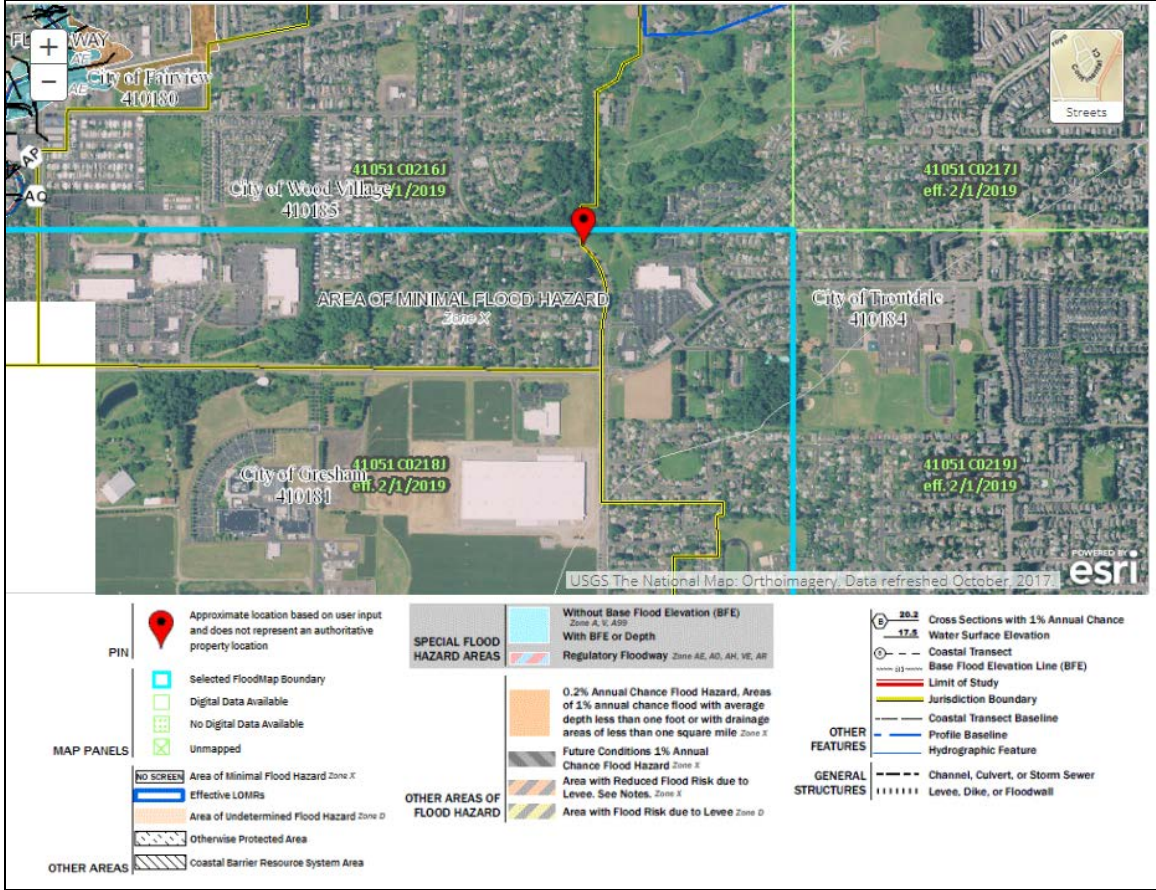 WAY
AE
AE
City of Fairview
410180
AP
AQ
+
−
41051C0216J
City of Wood Village
2/1/2019
410185
41051C0217J
eff. 2/1/2019
Continental Ct
Streets
AREA OF MINIMAL FLOOD HAZARD
Zone X
City of Troutdale
410184
41051C0218J
City of Gresham
eff. 2/1/2019
410181
41051C0219J
eff. 2/1/2019
USGS The National Map: Orthoimagery. Data refreshed October, 2017.
POWERED BY
esri
PIN
Approximate location based on user input
and does not represent an authoritative
property location
MAP PANELS
Selected FloodMap Boundary
Digital Data Available
No Digital Data Available
Unmapped
OTHER AREAS
NO SCREEN Area of Minimal Flood Hazard Zone X
Effective LOMRs
Area of Undetermined Flood Hazard Zone D
Otherwise Protected Area
Coastal Barrier Resource System Area
SPECIAL FLOOD
HAZARD AREAS
Without Base Flood Elevation (BFE)
Zone A, V, A99
With BFE or Depth
Regulatory Floodway Zone AE, AO, AH, VE, AR
OTHER AREAS OF
FLOOD HAZARD
0.2% Annual Chance Flood Hazard, Areas
of 1% annual chance flood with average
depth less than one foot or with drainage
areas of less than one square mile Zone X
Future Conditions 1% Annual
Chance Flood Hazard Zone X
Area with Reduced Flood Risk due to
Levee. See Notes. Zone X
Area with Flood Risk due to Levee Zone D
OTHER
FEATURES
B 20.2 Cross Sections with 1% Annual Chance
17.5 Water Surface Elevation
8 Coastal Transect
Base Flood Elevation Line (BFE)
Limit of Study
Jurisdiction Boundary
Coastal Transect Baseline
Profile Baseline
Hydrographic Feature
GENERAL
STRUCTURES
Channel, Culvert, or Storm Sewer
Levee, Dike, or Floodwall